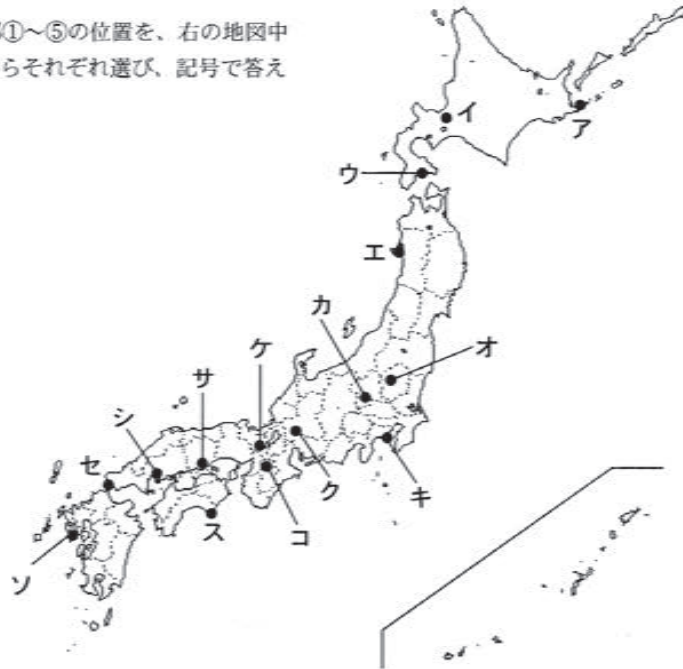 ①～⑤の位置を、右の地図中
らそれぞれ選び、記号で答え
ア
イ
ウ
エ
カ
オ
ケ
サ
シ
セ
ク
キ
ス
コ
ソ